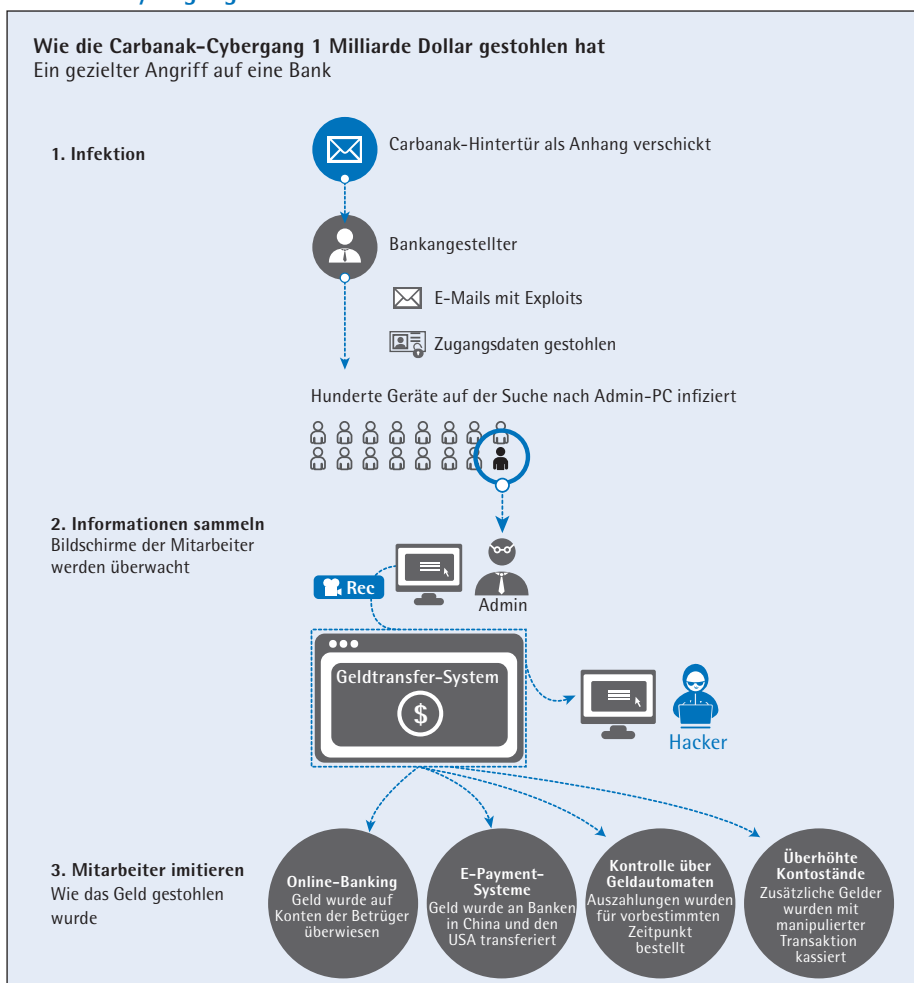 Wie die Carbanak-Cybergang 1 Milliarde Dollar gestohlen hat
Ein gezielter Angriff auf eine Bank
1. Infektion
Carbanak-Hintertür als Anhang verschickt
Bankangestellter
E-Mails mit Exploits
Zugangsdaten gestohlen
Hunderte Geräte auf der Suche nach Admin-PC infiziert
2. Informationen sammeln
Bildschirme der Mitarbeiter
werden überwacht
Rec
Admin
Geldtransfer-System
$
Hacker
3. Mitarbeiter imitieren
Wie das Geld gestohlen
wurde
Online-Banking
Geld wurde auf
Konten der Betrüger
überwiesen
E-Payment-
Systeme
Geld wurde an Banken
in China und den
USA transferiert
Kontrolle über
Geldautomaten
Auszahlungen wurden
für vorbestimmten
Zeitpunkt
bestellt
Überhöhte
Kontostände
Zusätzliche Gelder
wurden mit
manipulierter
Transaktion
kassiert